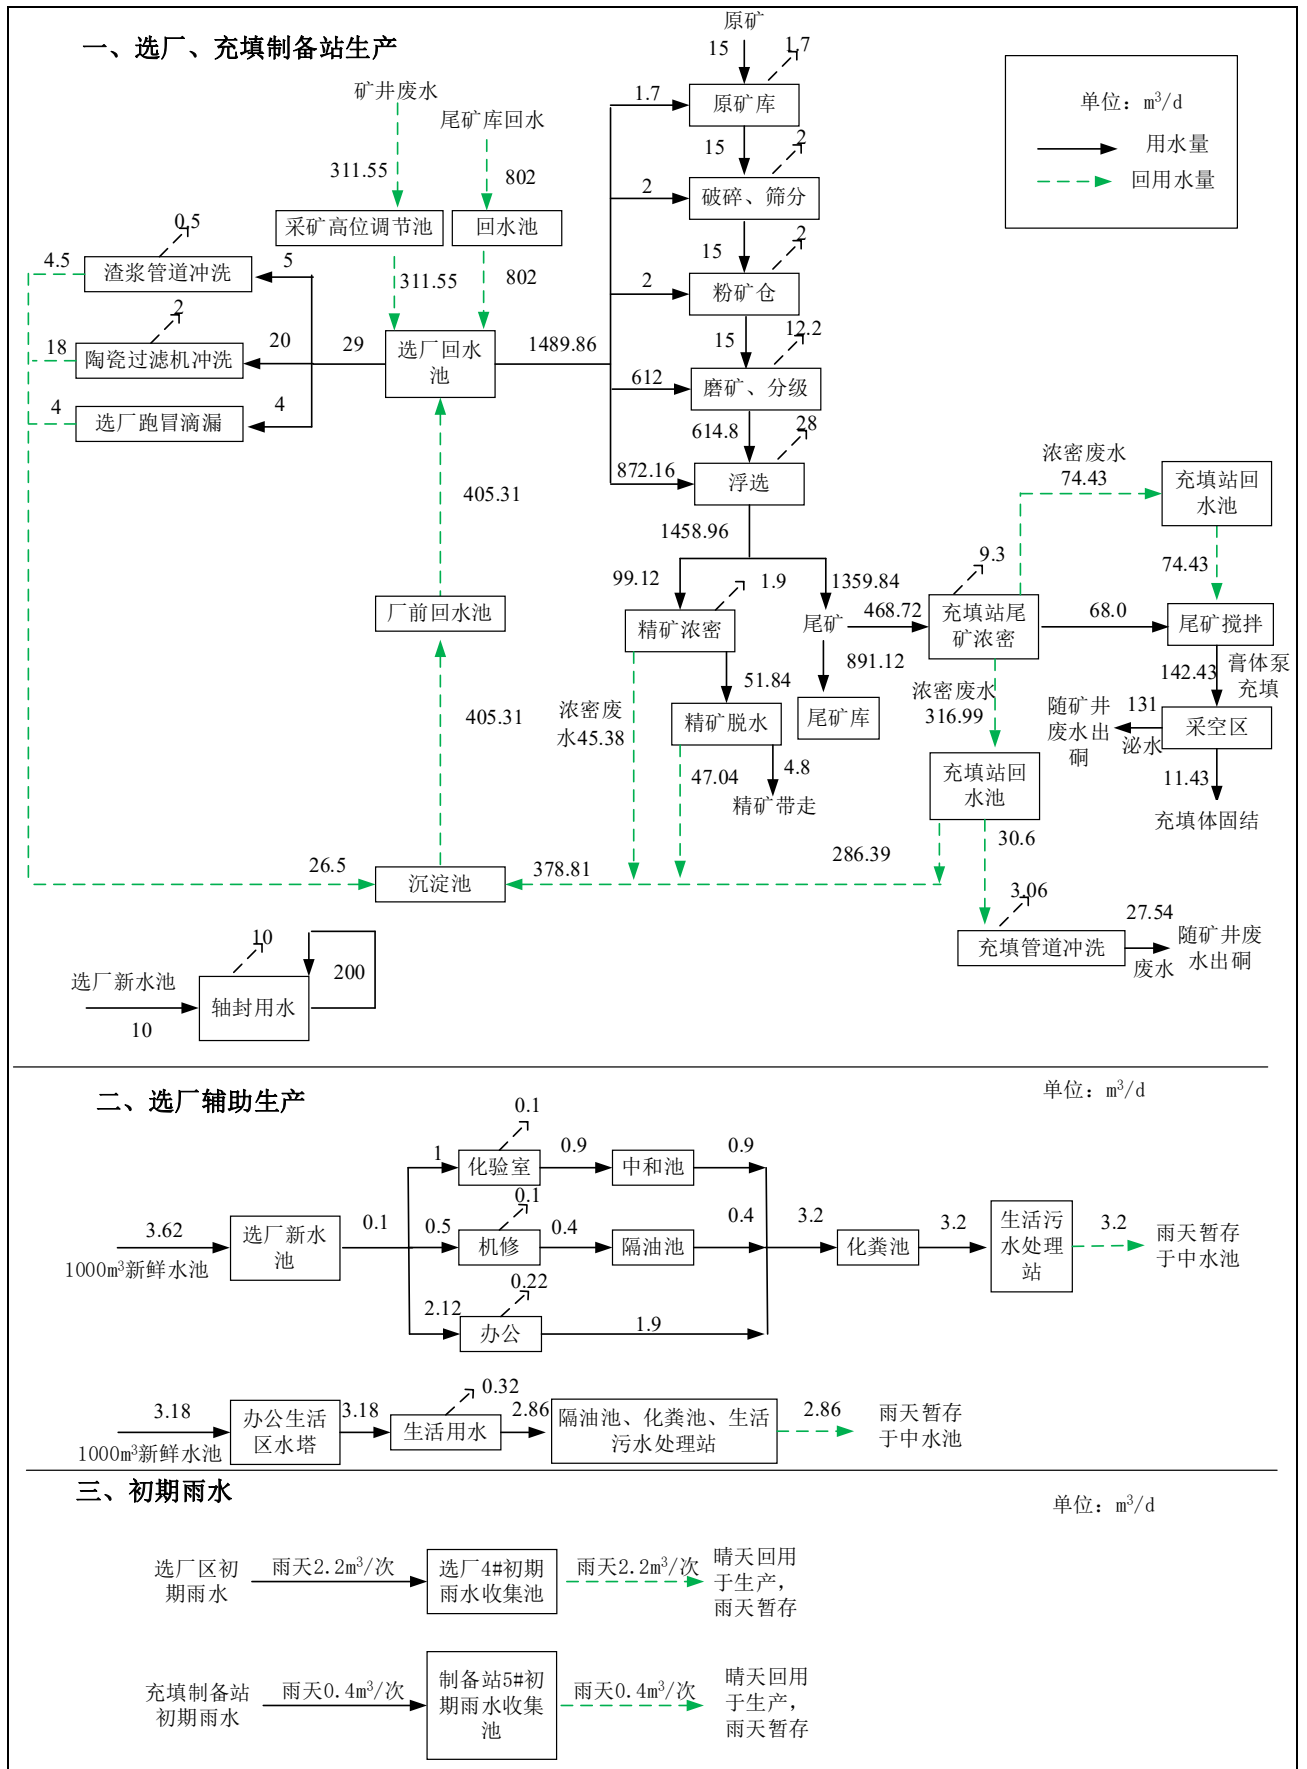 一、选厂、充填制备站生产
原矿
15
1.7
单位：m³/d
用水量
回用水量
矿井废水
尾矿库回水
1.7
原矿库
311.55
802
15
2
2
破碎、筛分
采矿高位调节池
回水池
0.5
4.5
渣浆管道冲洗
5
311.55
802
15
2
2
粉矿仓
2
18
陶瓷过滤机冲洗
20
29
选厂回水
池
1489.86
15
12.2
612
磨矿、分级
4
选厂跑冒滴漏
4
614.8
28
872.16
浮选
405.31
1458.96
浓密废水
74.43
充填站回
水池
99.12
1.9
1359.84
9.3
74.43
厂前回水池
精矿浓密
尾矿
468.72
充填站尾
矿浓密
68.0
尾矿搅拌
51.84
891.12
142.43
膏体泵
充填
405.31
浓密废
水45.38
精矿脱水
尾矿库
浓密废水
316.99
随矿井
废水出
硐
131
泌水
采空区
47.04
4.8
精矿带走
充填站回
水池
11.43
充填体固结
26.5
沉淀池
378.81
286.39
30.6
3.06
27.54
充填管道冲洗
废水
随矿井废
水出硐
10
选厂新水池
10
轴封用水
200
二、选厂辅助生产
单位：m³/d
0.1
1
化验室
0.9
中和池
0.9
3.62
1000m³新鲜水池
选厂新水
池
0.1
0.5
0.1
机修
0.4
隔油池
0.4
3.2
化粪池
3.2
生活污
水处理
站
3.2
雨天暂存
于中水池
2.12
0.22
办公
1.9
3.18
1000m³新鲜水池
办公生活
区水塔
3.18
0.32
生活用水
2.86
隔油池、化粪池、生活
污水处理站
2.86
雨天暂存
于中水池
三、初期雨水
单位：m³/d
选厂区初
期雨水
雨天2.2m³/次
选厂4#初期
雨水收集池
雨天2.2m³/次
晴天回用
于生产，
雨天暂存
充填制备站
初期雨水
雨天0.4m³/次
制备站5#初
期雨水收集
池
雨天0.4m³/次
晴天回用
于生产，
雨天暂存